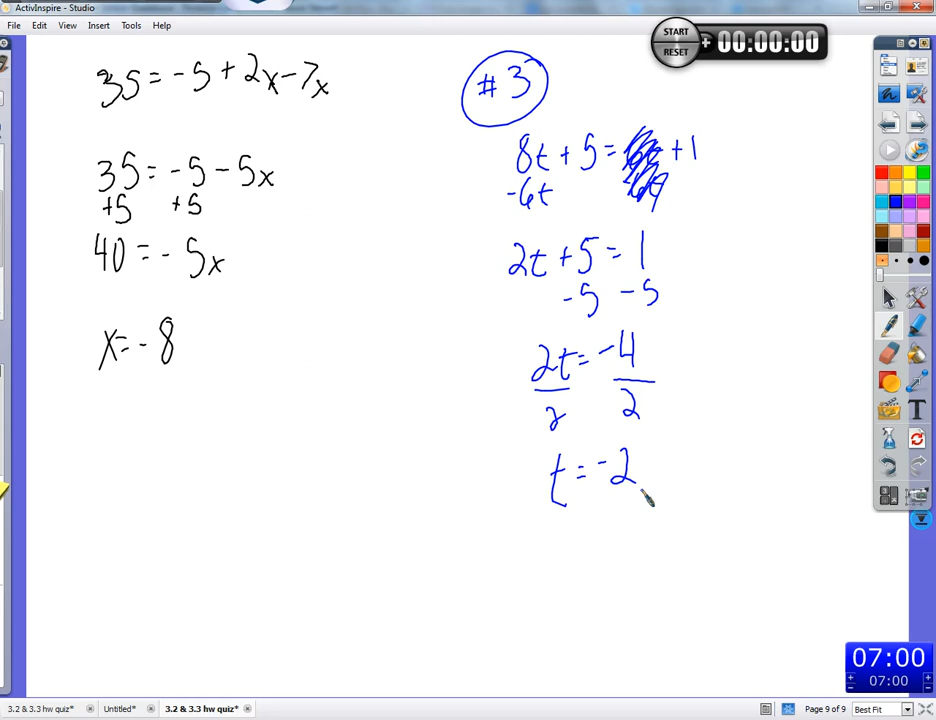 ActivInspire - Studio
File Edit View Insert Tools Help
START
RESET
+ 00:00:00
35 = -5 + 2x - 7x
35 = -5 - 5x
+5 +5
40 = -5x
x = -8
#3
8t + 5 = +1
-6t
2t + 5 = 1
-5 -5
2t = -4
2 2
t = -2
07:00
07:00
3.2 & 3.3 hw quiz* Untitled* 3.2 & 3.3 hw quiz*
Page 9 of 9 Best Fit